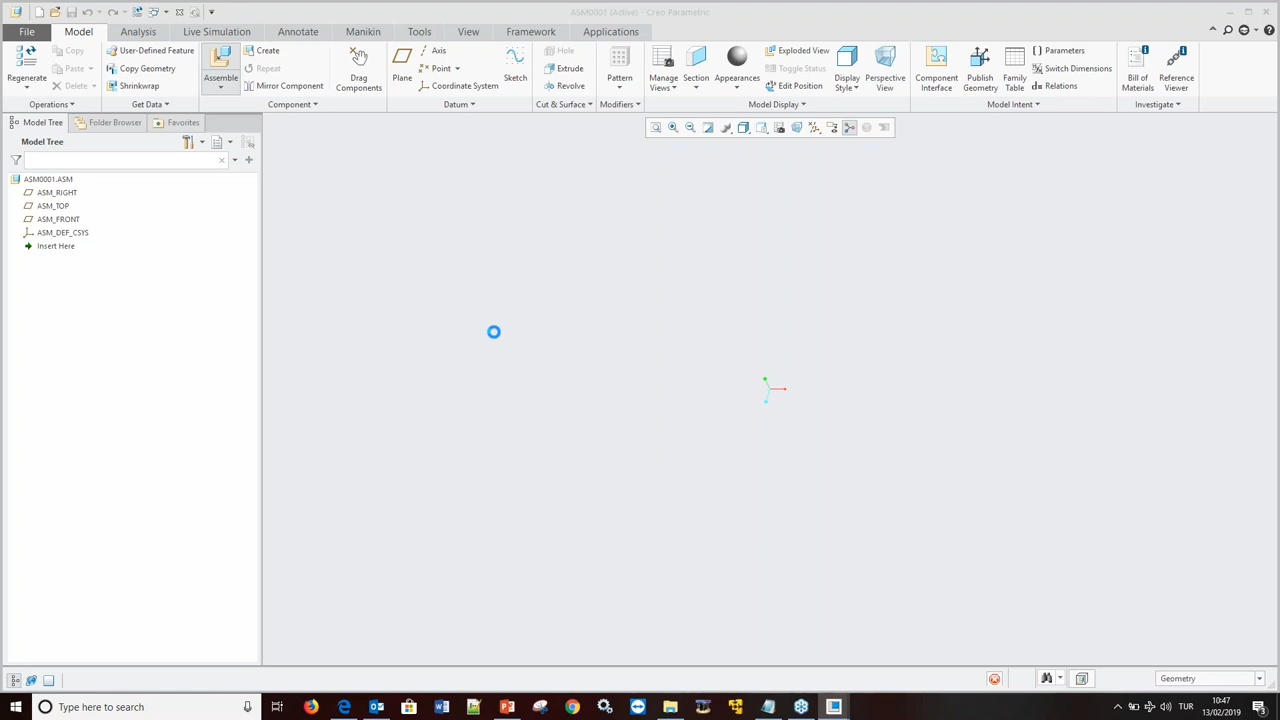 ASM0001 (Active) - Creo Parametric
File
Model
Analysis
Live Simulation
Annotate
Manikin
Tools
View
Framework
Applications
Regenerate
Copy
Paste
Delete
Operations
User-Defined Feature
Copy Geometry
Shrinkwrap
Get Data
Assemble
Create
Repeat
Mirror Component
Component
Drag
Components
Plane
Axis
Point
Coordinate System
Sketch
Datum
Hole
Extrude
Revolve
Cut & Surface
Pattern
Modifiers
Manage
Views
Section
Appearances
Exploded View
Toggle Status
Edit Position
Display
Style
Perspective
View
Model Display
Component
Interface
Publish
Geometry
Family
Table
Parameters
Switch Dimensions
Relations
Model Intent
Bill of
Materials
Reference
Viewer
Investigate
Model Tree
Folder Browser
Favorites
Model Tree
ASM0001.ASM
ASM_RIGHT
ASM_TOP
ASM_FRONT
ASM_DEF_CSYS
Insert Here
Geometry
Type here to search
TUR
10:47
13/02/2019